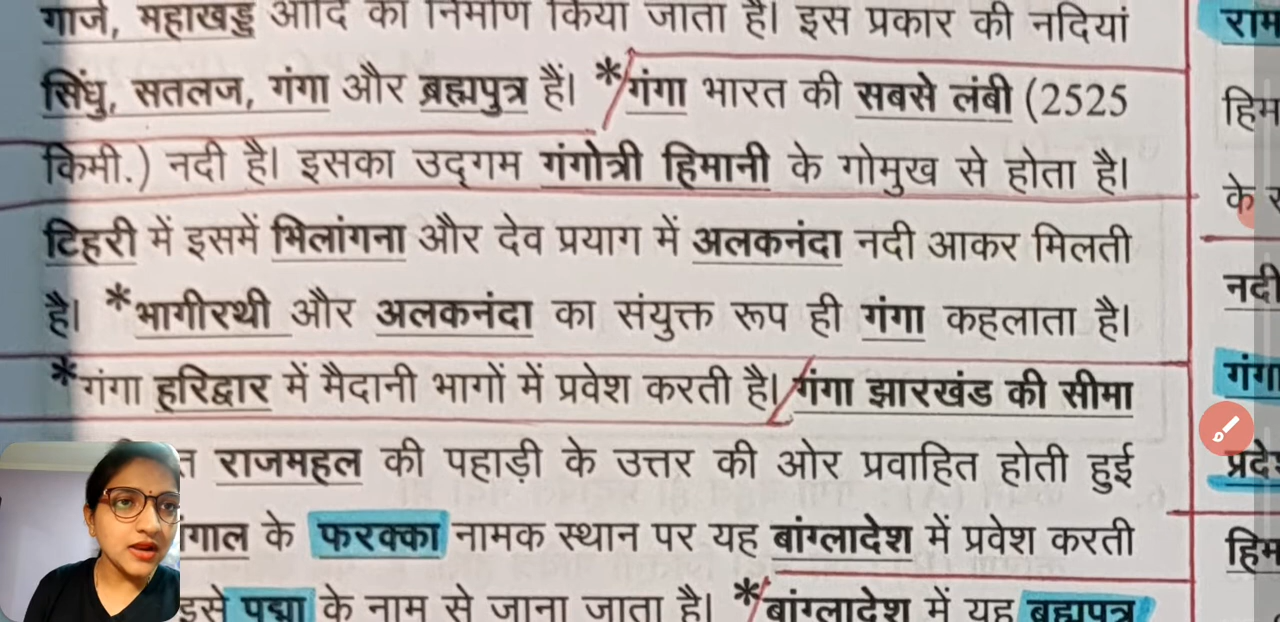 गार्ज, महाखड्ड आदि का निर्माण किया जाता है। इस प्रकार की नदियां
सिंधु, सतलज, गंगा और ब्रह्मपुत्र हैं। *गंगा भारत की सबसे लंबी (2525
किमी.) नदी है। इसका उद्गम गंगोत्री हिमानी के गोमुख से होता है।
टिहरी में इसमें भिलांगना और देव प्रयाग में अलकनंदा नदी आकर मिलती
है। *भागीरथी और अलकनंदा का संयुक्त रूप ही गंगा कहलाता है।
*गंगा हरिद्वार में मैदानी भागों में प्रवेश करती है। गंगा झारखंड की सीमा
राजमहल की पहाड़ी के उत्तर की ओर प्रवाहित होती हुई
के फरक्का नामक स्थान पर यह बांग्लादेश में प्रवेश करती
इसे पद्मा के नाम से जाना जाता है। *बांग्लादेश में यह ब्रह्मपुत्र
के
नदी
गंगा